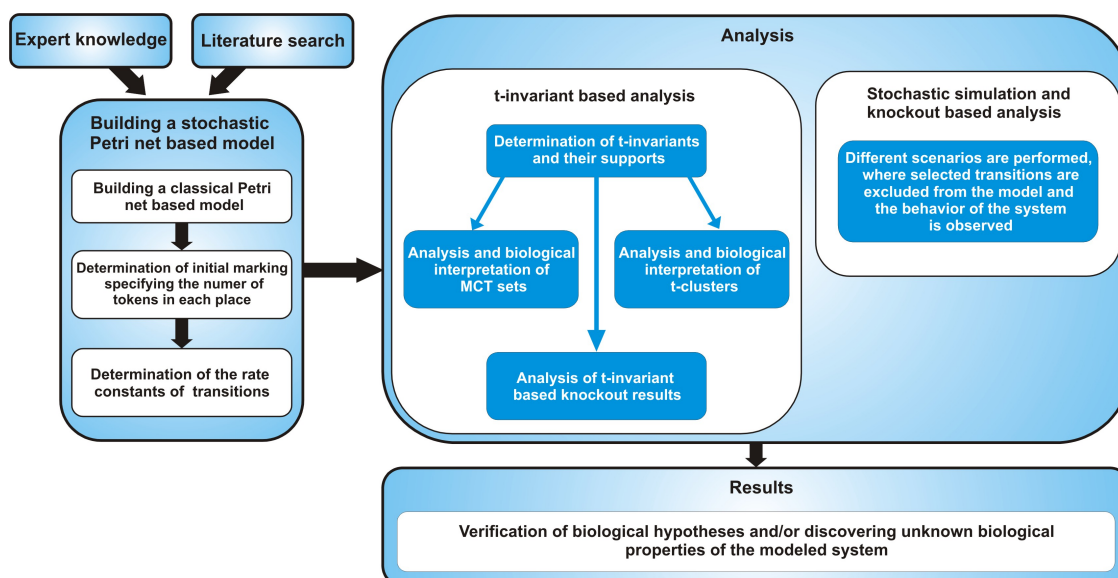 Expert knowledge
Literature search
Building a stochastic
Petri net based model
Building a classical Petri
net based model
Determination of initial marking
specifying the numer of
tokens in each place
Determination of the rate
constants of transitions
Analysis
t-invariant based analysis
Determination of t-invariants
and their supports
Analysis and biological
interpretation of
MCT sets
Analysis and biological
interpretation of
t-clusters
Analysis of t-invariant
based knockout results
Stochastic simulation and
knockout based analysis
Different scenarios are performed,
where selected transitions are
excluded from the model and
the behavior of the system
is observed
Results
Verification of biological hypotheses and/or discovering unknown biological
properties of the modeled system